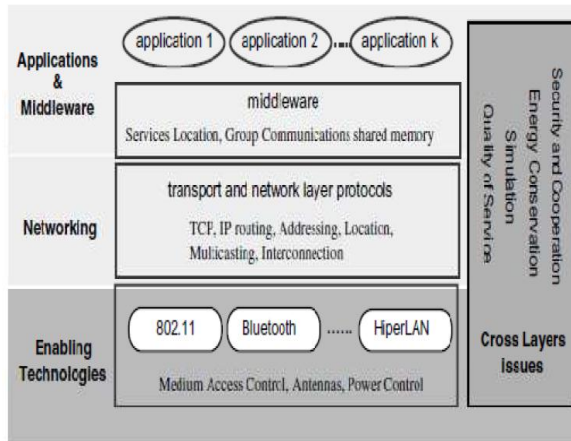 Applications
&
Middleware
application 1
application 2
.....
application k
middleware
Services Location, Group Communications shared memory
Networking
transport and network layer protocols
TCF, IP routing, Addressing, Location,
Multicasting, Interconnection
Enabling
Technologies
802.11
Bluetooth
......
HiperLAN
Medium Access Control, Antennas, Power Control
Security and Cooperation
Energy Conservation
Simulation
Quality of Service
Cross Layers
issues